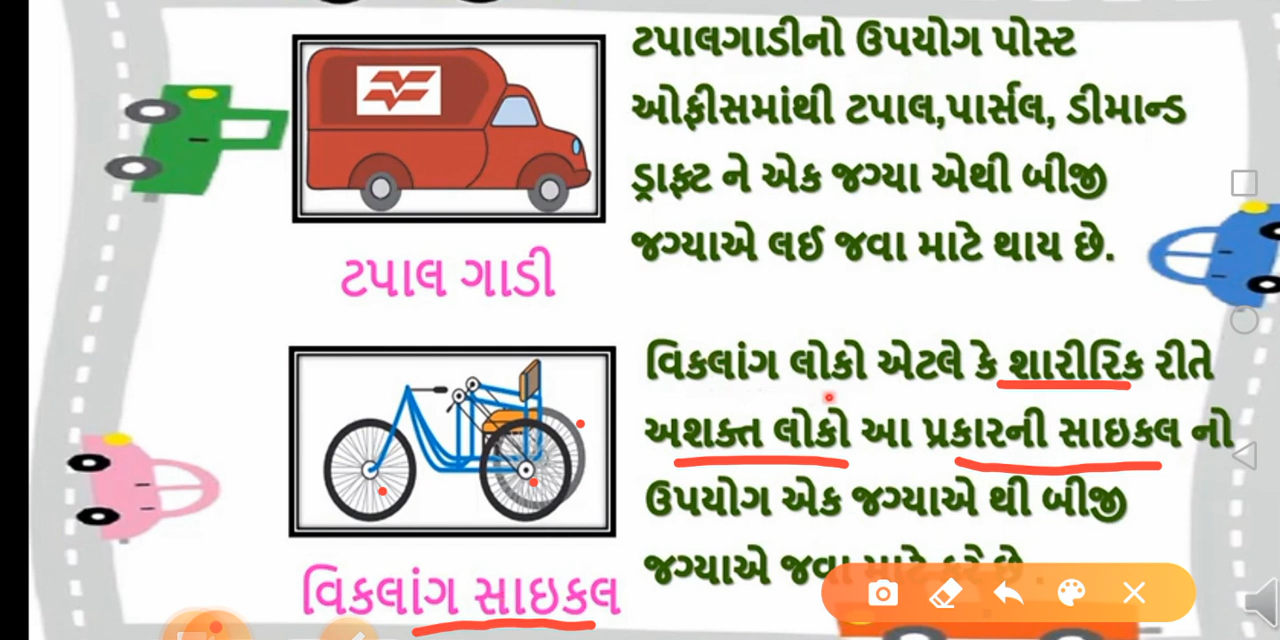 ટપાલગાડીનો ઉપયોગ પોસ્ટ
ઓફીસમાંથી ટપાલ,પાર્સલ, ડીમાન્ડ
ડ્રાફ્ટ ને એક જગ્યા એથી બીજી
જગ્યાએ લઈ જવા માટે થાય છે.
ટપાલ ગાડી
વિકલાંગ લોકો એટલે કે શારીરિક રીતે
અશક્ત લોકો આ પ્રકારની સાઇકલ નો
ઉપયોગ એક જગ્યાએ થી બીજી
જગ્યાએ જવા માટે કરે છે .
વિકલાંગ સાઇકલ